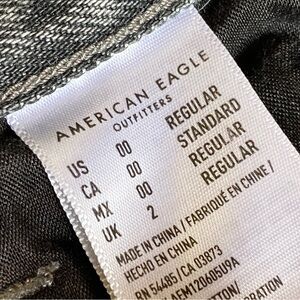 AMERICAN EAGLE
OUTFITTERS
US 00 REGULAR
CA 00 STANDARD
MX 00 REGULAR
UK 2 REGULAR
MADE IN CHINA / FABRIQUÉ EN CHINE /
HECHO EN CHINA
RN 54405 / CA 03873